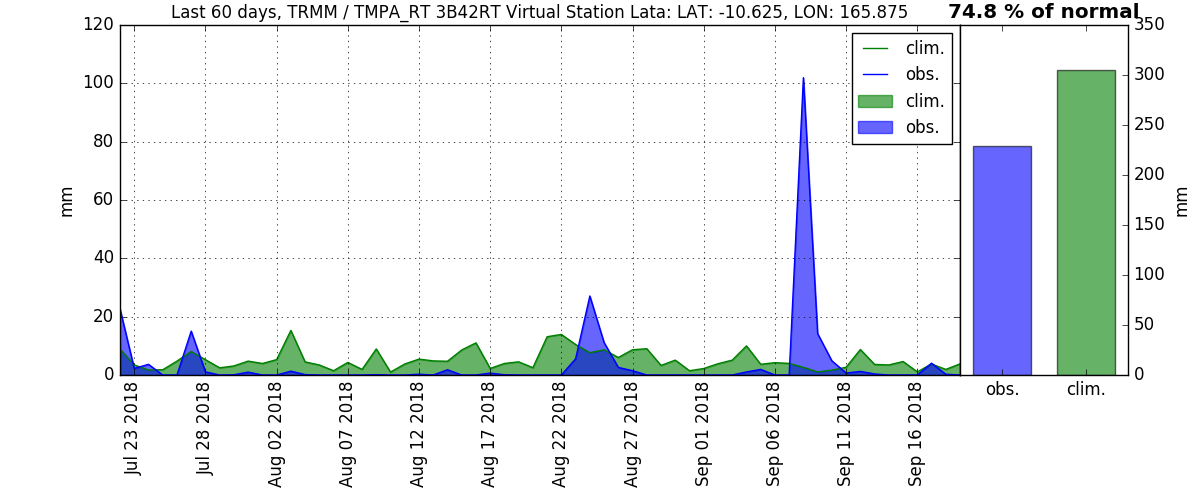 Last 60 days, TRMM / TMPA_RT 3B42RT Virtual Station Lata: LAT: -10.625, LON: 165.875
74.8 % of normal
120
100
80
60
40
20
0
mm
clim.
obs.
clim.
obs.
Jul 23 2018
Jul 28 2018
Aug 02 2018
Aug 07 2018
Aug 12 2018
Aug 17 2018
Aug 22 2018
Aug 27 2018
Sep 01 2018
Sep 06 2018
Sep 11 2018
Sep 16 2018
350
300
250
200
150
100
50
0
mm
obs.
clim.